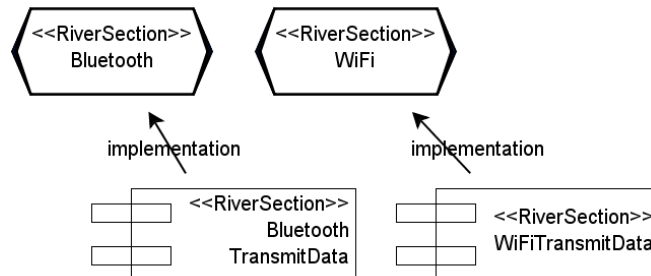 <<RiverSection>>
Bluetooth
<<RiverSection>>
WiFi
implementation
implementation
<<RiverSection>>
Bluetooth
TransmitData
<<RiverSection>>
WiFiTransmitData